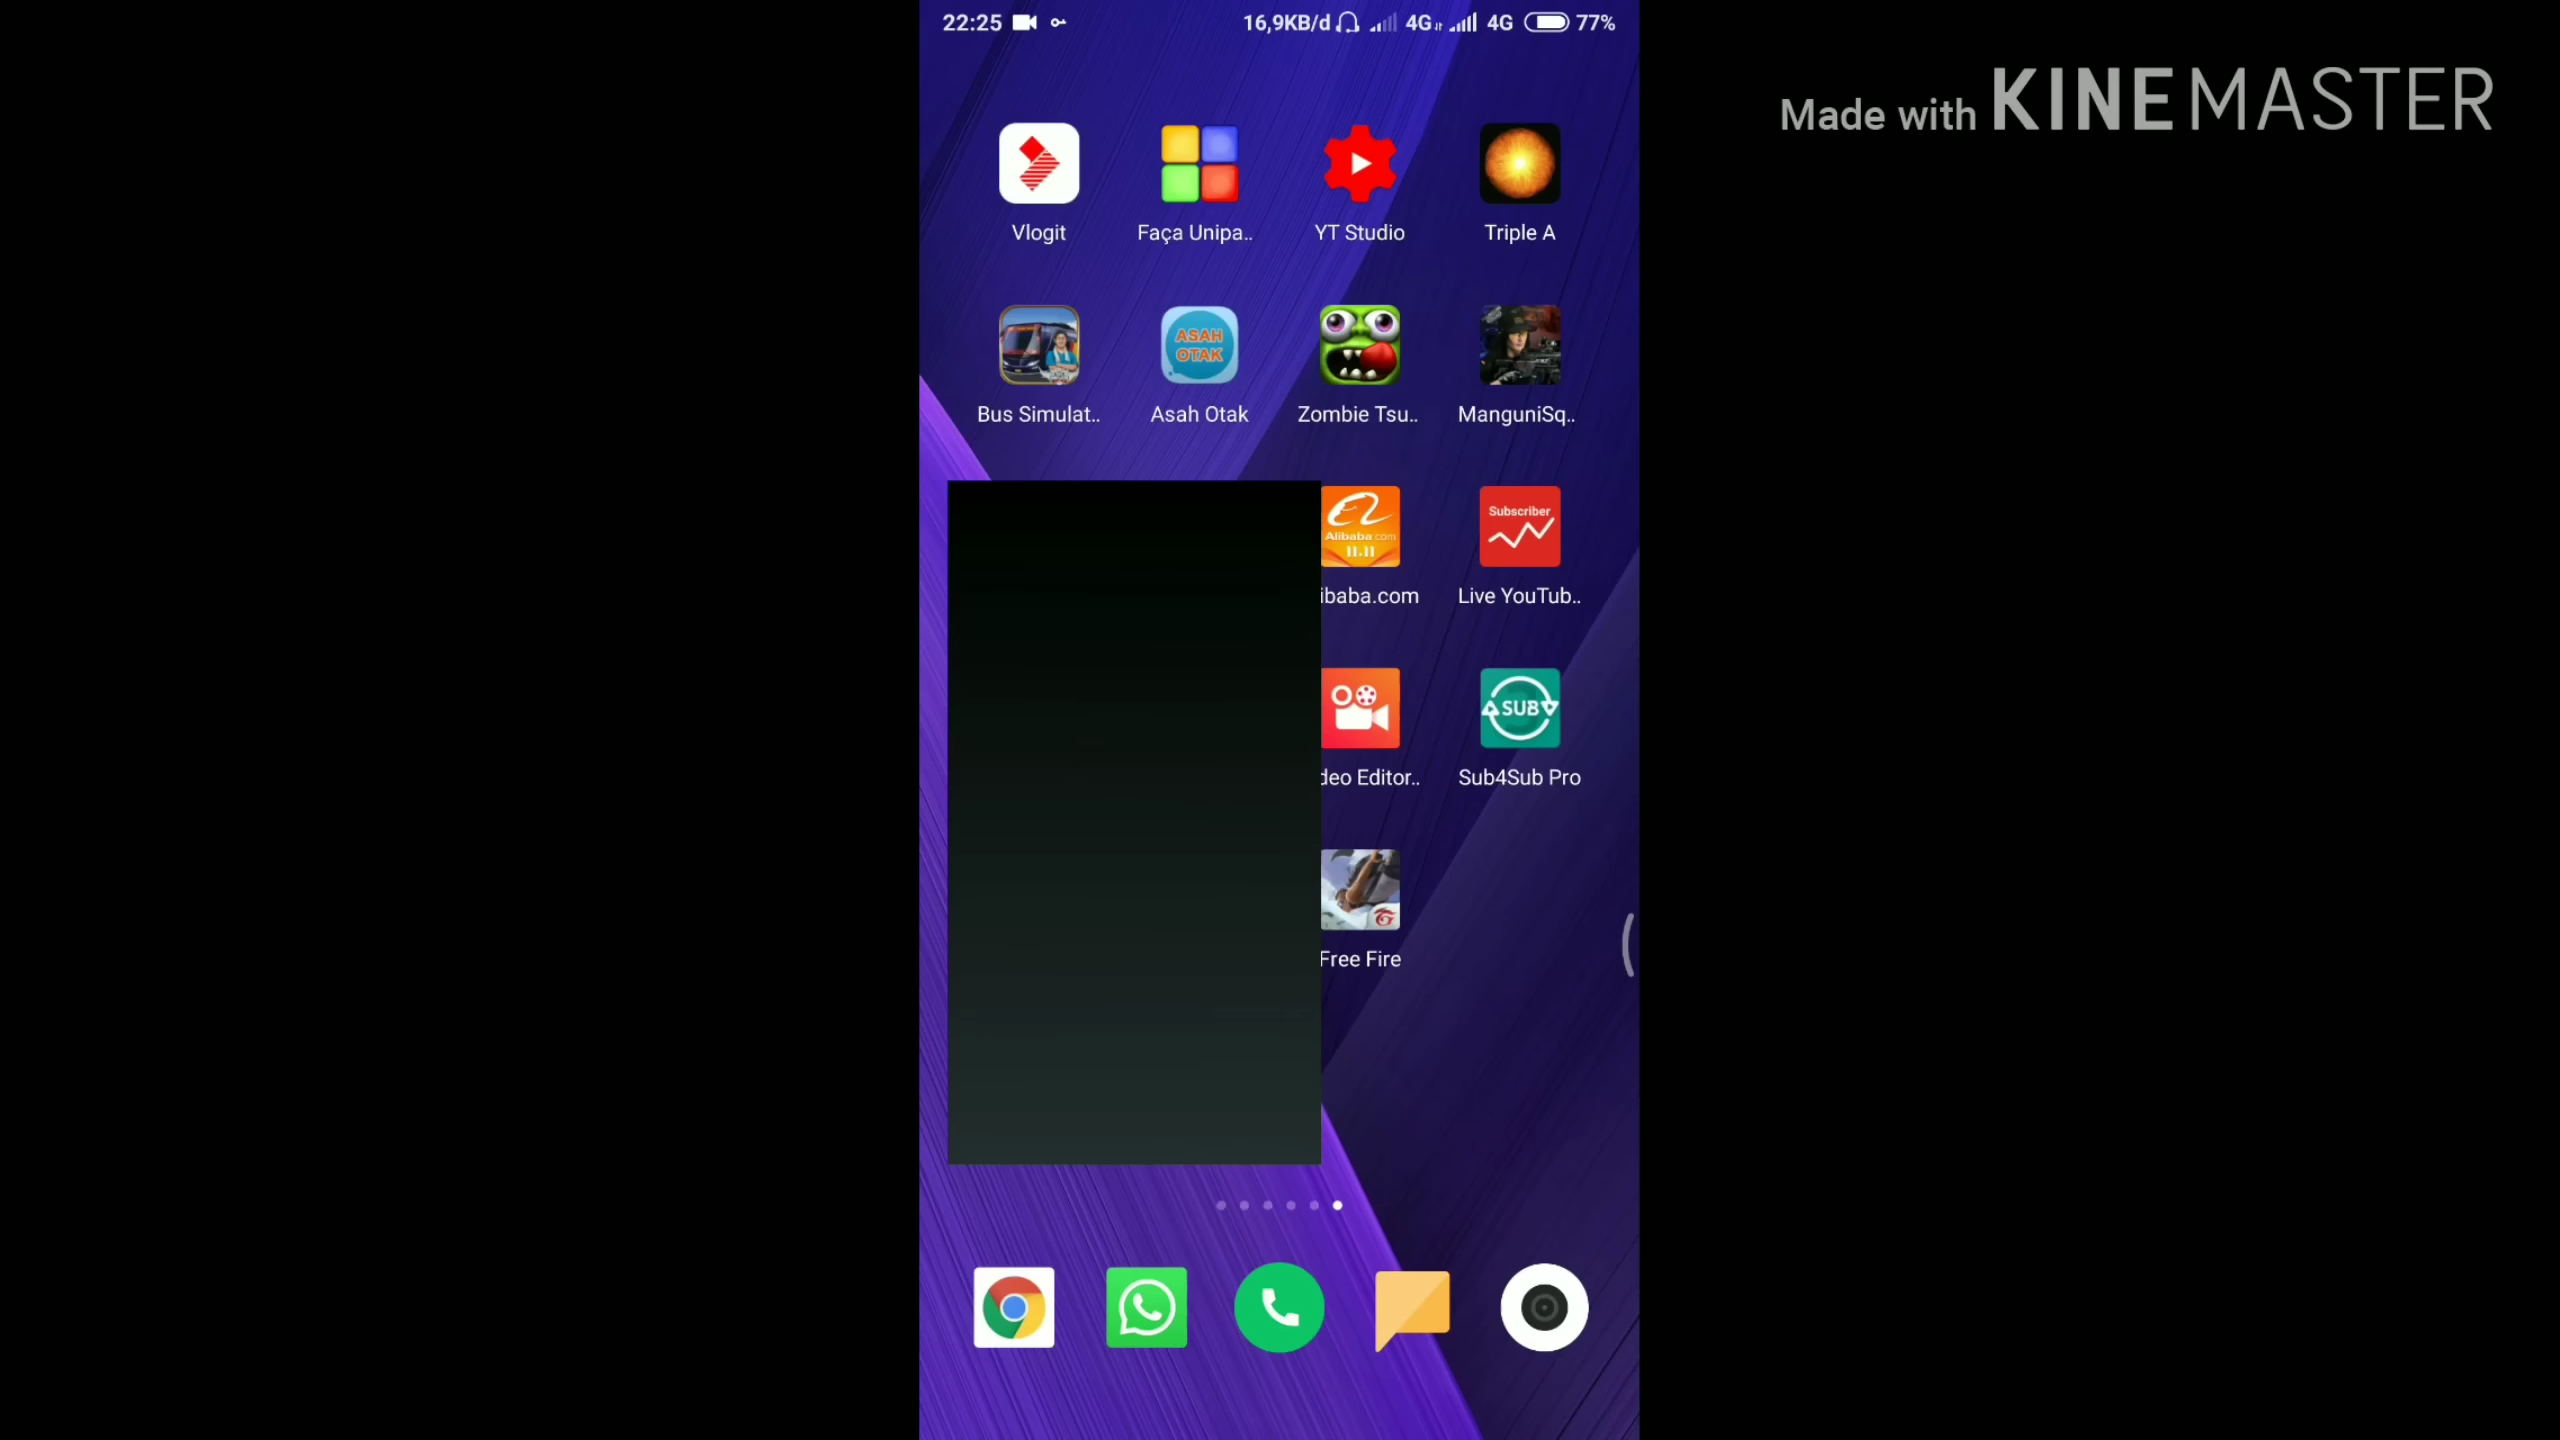 22:25 16,9KB/d 4G 4G 77%
Made with KINEMASTER
Vlogit Faça Unipa.. YT Studio Triple A
ASAH
OTAK
Bus Simulat.. Asah Otak Zombie Tsu.. ManguniSq..
Alibaba.com
11.11
Subscriber
ibaba.com Live YouTub..
SUB
deo Editor.. Sub4Sub Pro
Free Fire